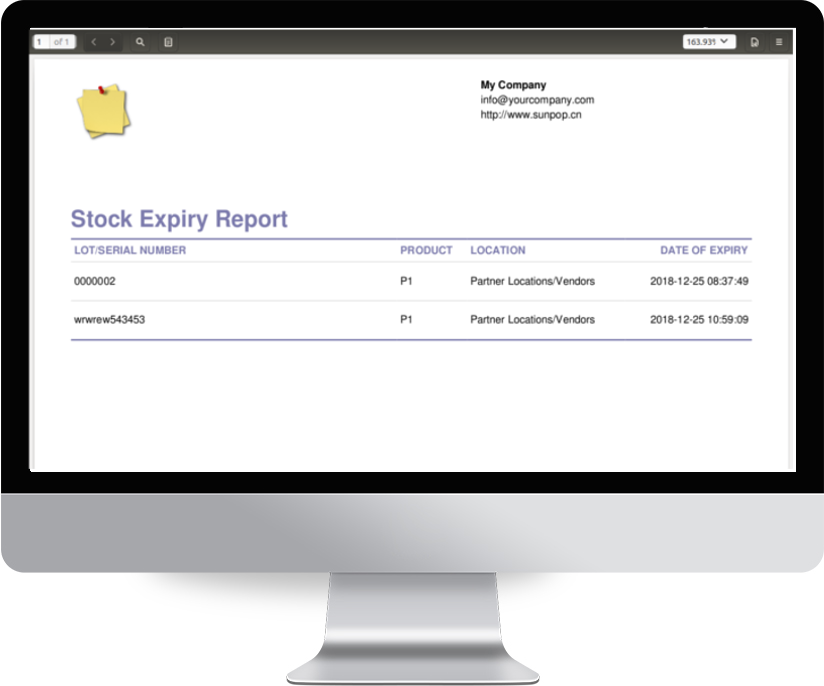 1 of 1 163.93%
My Company
info@yourcompany.com
http://www.sunpop.cn
Stock Expiry Report
LOT/SERIAL NUMBER PRODUCT LOCATION DATE OF EXPIRY
0000002 P1 Partner Locations/Vendors 2018-12-25 08:37:49
wrwrew543453 P1 Partner Locations/Vendors 2018-12-25 10:59:09